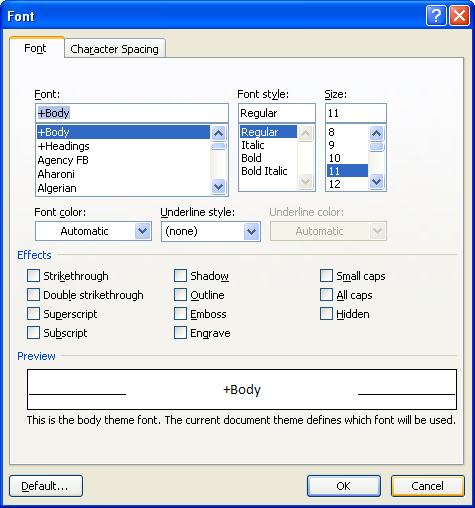 Font
Font Character Spacing
Font: Font style: Size:
+Body Regular 11
+Body Regular 8
+Headings Italic 9
Agency FB Bold 10
Aharoni Bold Italic 11
Algerian 12
Font color: Underline style: Underline color:
Automatic (none) Automatic
Effects
Strikethrough Shadow Small caps
Double strikethrough Outline All caps
Superscript Emboss Hidden
Subscript Engrave
Preview
+Body
This is the body theme font. The current document theme defines which font will be used.
Default... OK Cancel